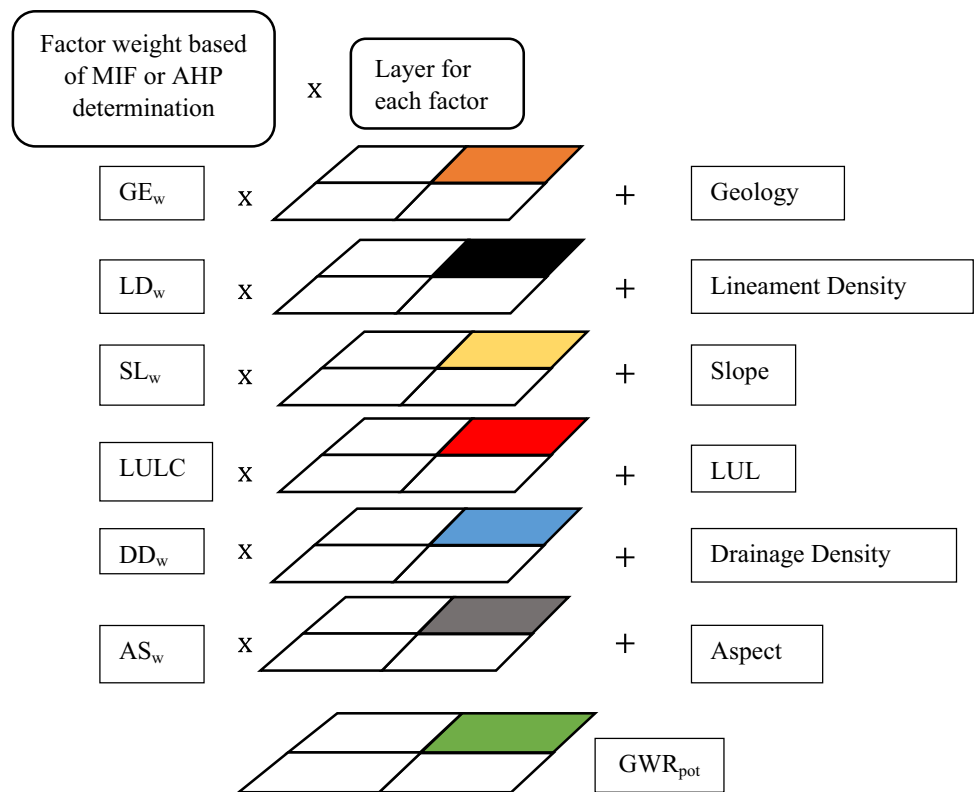 Factor weight based
of MIF or AHP
determination
x
Layer for
each factor
GEw x + Geology
LDw x + Lineament Density
SLw x + Slope
LULC x + LUL
DDw x + Drainage Density
ASw x + Aspect
GWRpot